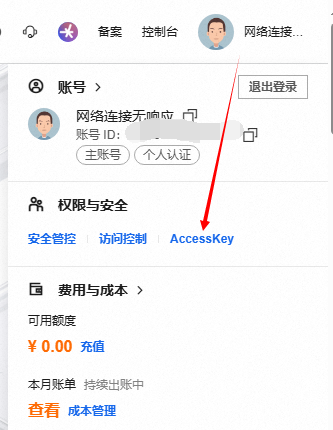 备案 控制台 网络连接...
账号
退出登录
网络连接无响应
账号 ID:
主账号 个人认证
权限与安全
安全管控 访问控制 AccessKey
费用与成本
可用额度
¥ 0.00 充值
本月账单 持续出账中
查看 成本管理